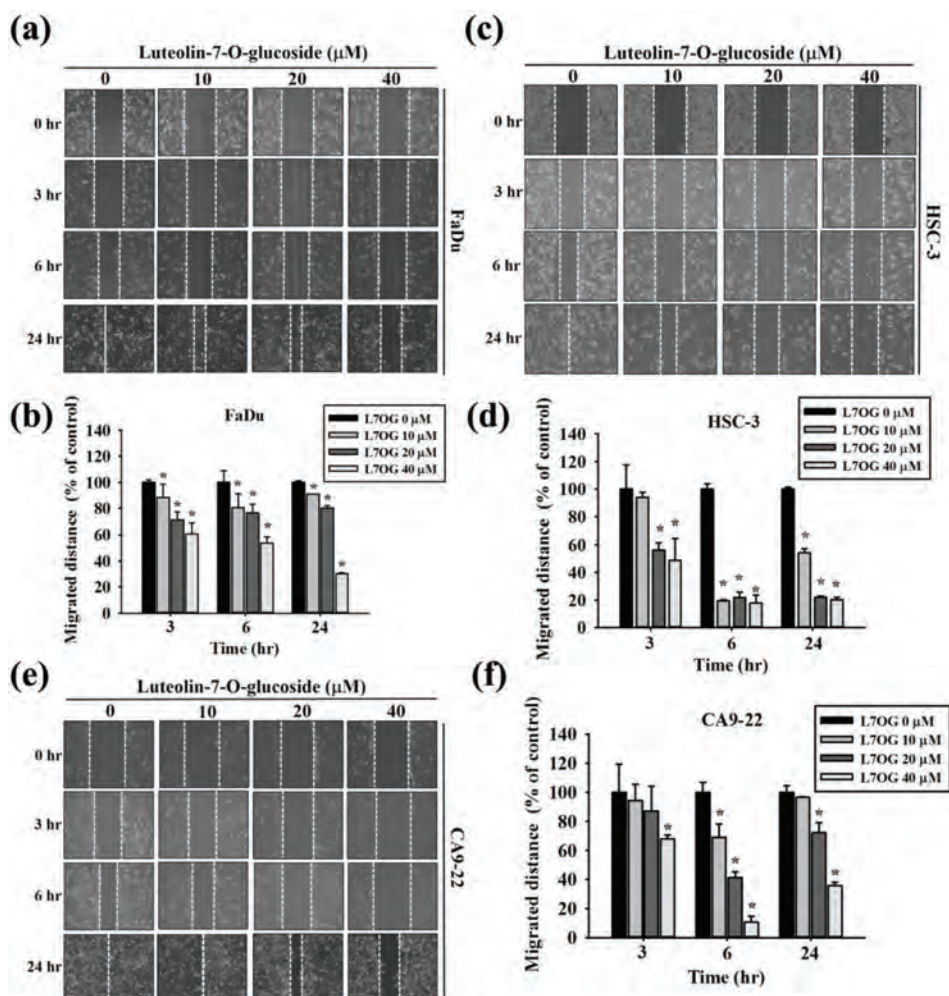 (a)
Luteolin-7-O-glucoside (μM)
0 10 20 40
0 hr
3 hr
6 hr
24 hr
FaDu
(c)
Luteolin-7-O-glucoside (μM)
0 10 20 40
0 hr
3 hr
6 hr
24 hr
HSC-3
(b)
FaDu
L7OG 0 μM
L7OG 10 μM
L7OG 20 μM
L7OG 40 μM
Migrated distance (% of control)
140
120
100
80
60
40
20
0
* * *
* * *
* * *
3 6 24
Time (hr)
(d)
HSC-3
L7OG 0 μM
L7OG 10 μM
L7OG 20 μM
L7OG 40 μM
Migrated distance (% of control)
140
120
100
80
60
40
20
0
* *
* * *
* * *
3 6 24
Time (hr)
(e)
Luteolin-7-O-glucoside (μM)
0 10 20 40
0 hr
3 hr
6 hr
24 hr
CA9-22
(f)
CA9-22
L7OG 0 μM
L7OG 10 μM
L7OG 20 μM
L7OG 40 μM
Migrated distance (% of control)
140
120
100
80
60
40
20
0
*
* * *
* *
3 6 24
Time (hr)